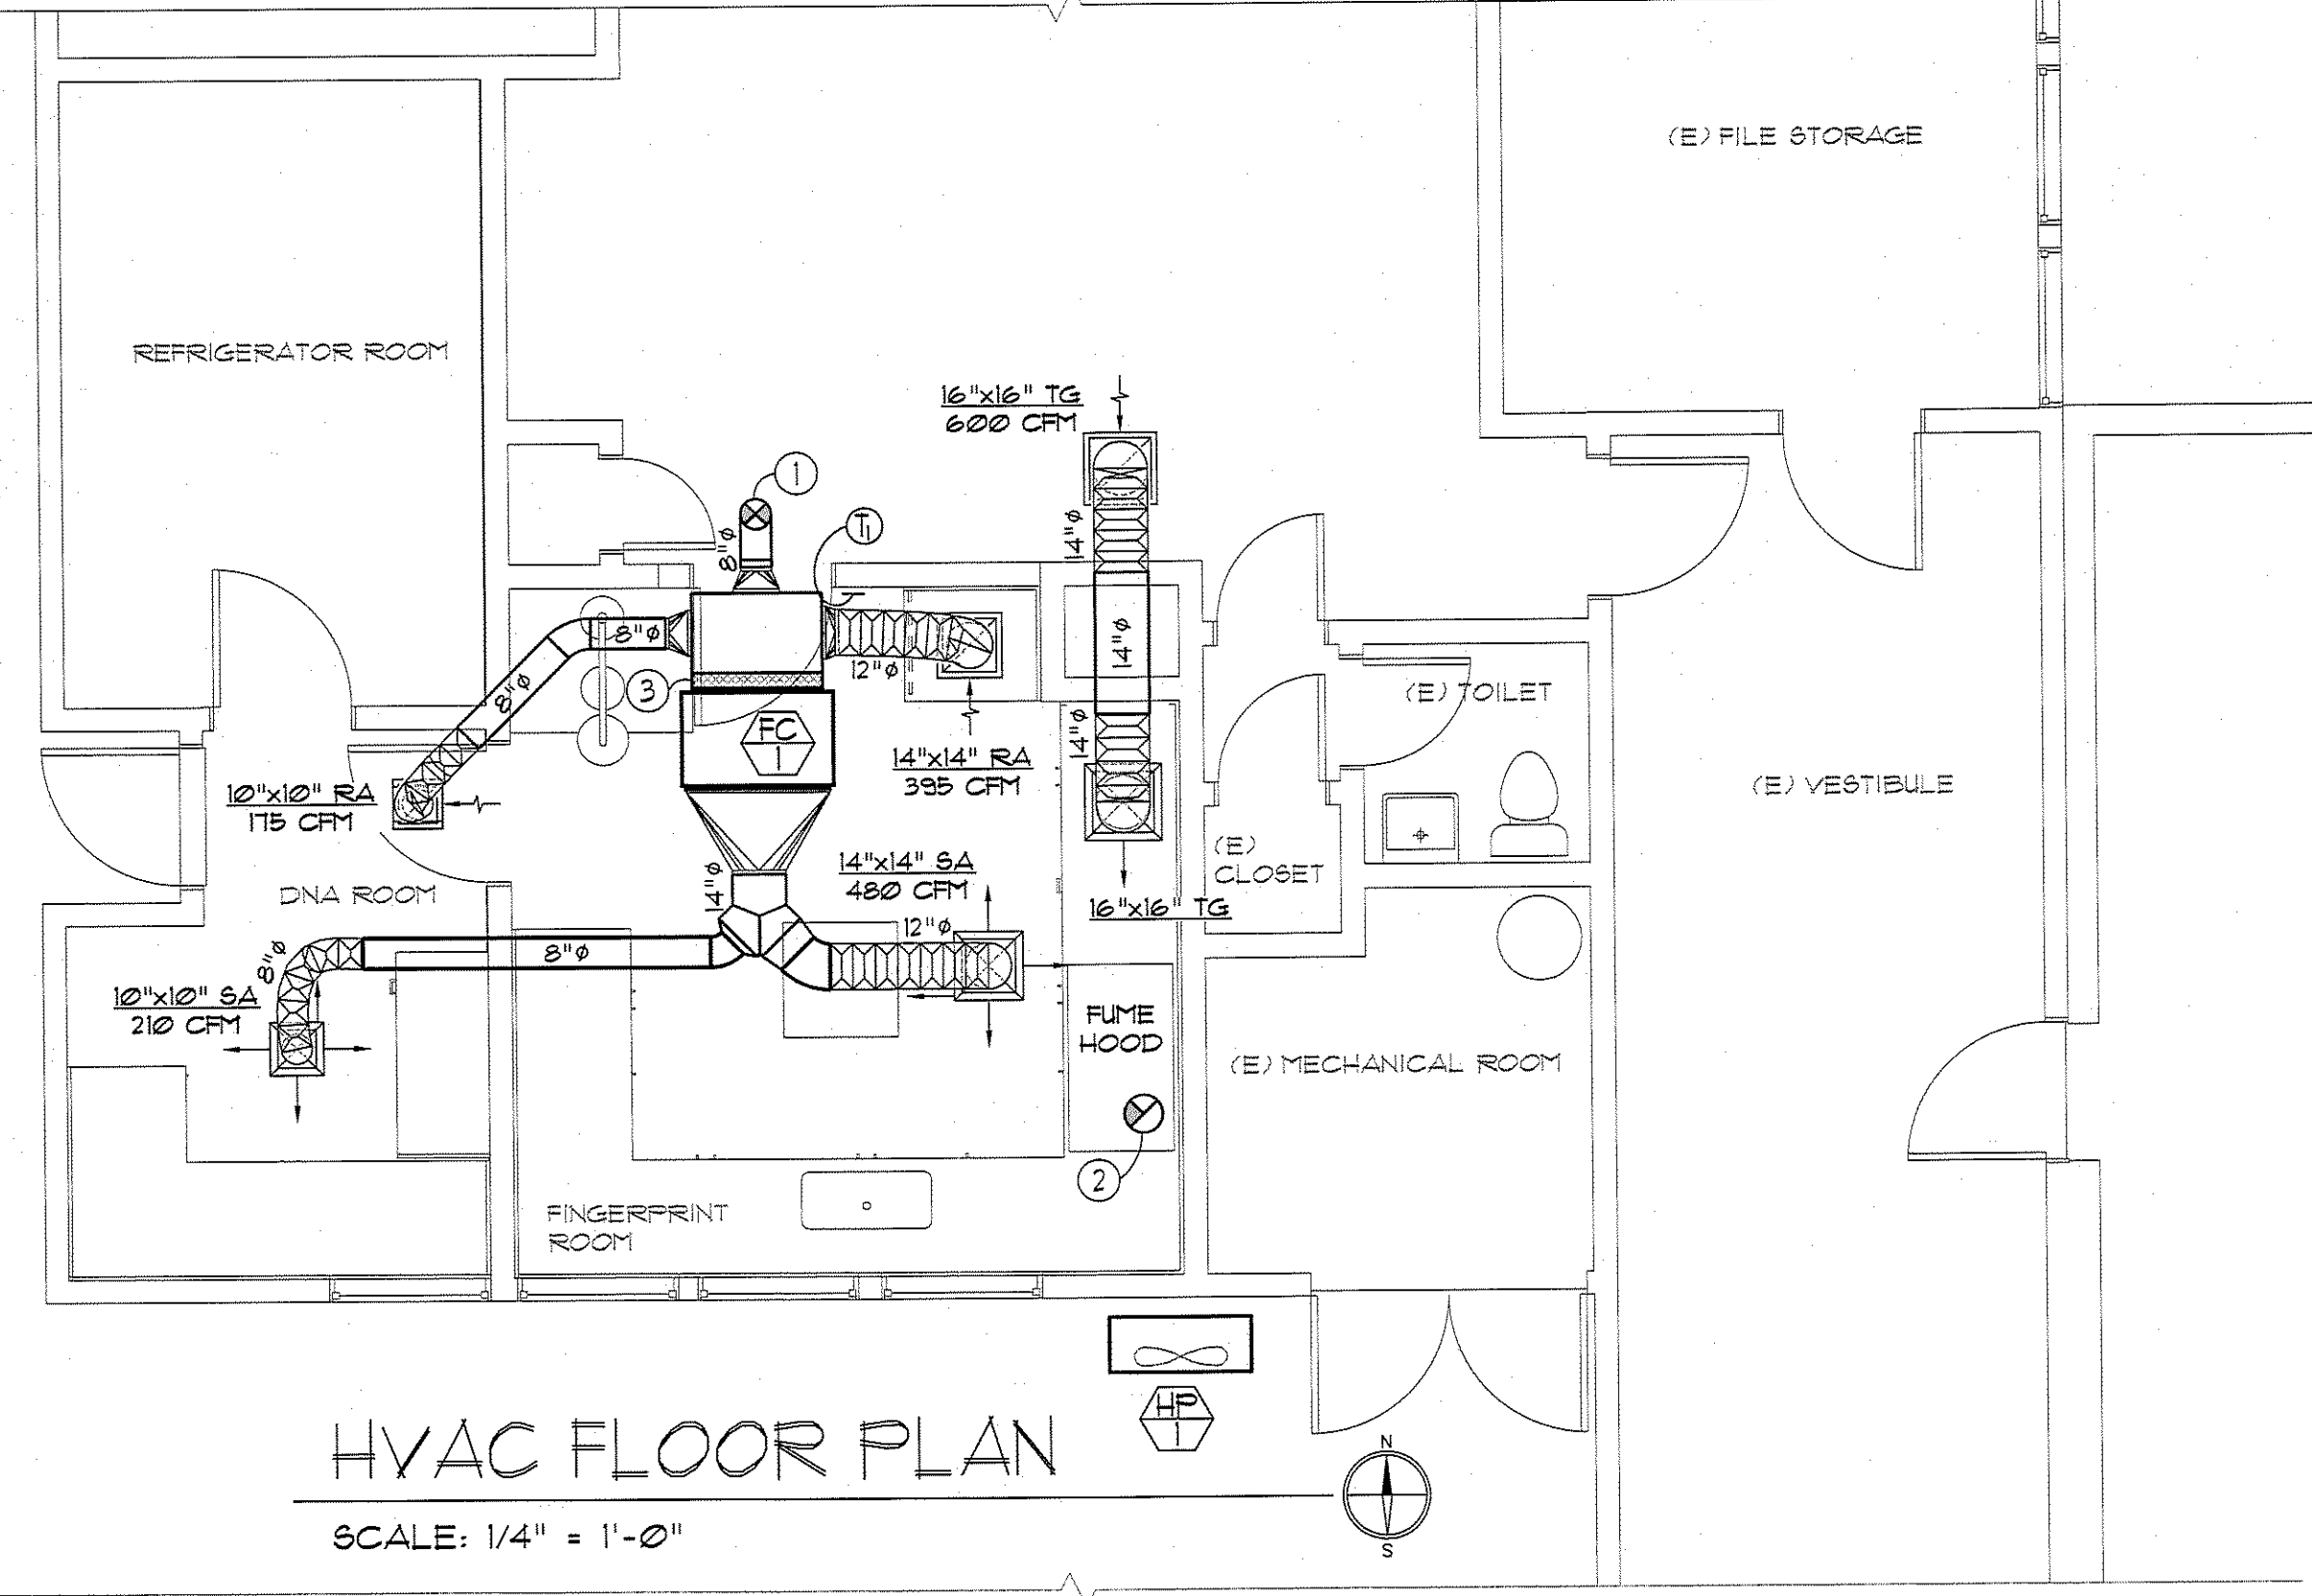 (E) FILE STORAGE
REFRIGERATOR ROOM
16"x16" TG
600 CFM
1
T1
8"Ø
14"Ø
8"Ø
14"Ø
12"Ø
8"Ø
3
(E) TOILET
FC
1
14"Ø
14"x14" RA
395 CFM
(E) VESTIBULE
10"x10" RA
175 CFM
14"x14" SA
480 CFM
(E)
CLOSET
14"Ø
DNA ROOM
16"x16" TG
12"Ø
8"Ø
8"Ø
10"x10" SA
210 CFM
FUME
HOOD
(E) MECHANICAL ROOM
2
FINGERPRINT
ROOM
HP
1
HVAC FLOOR PLAN
N
S
SCALE: 1/4" = 1'-0"